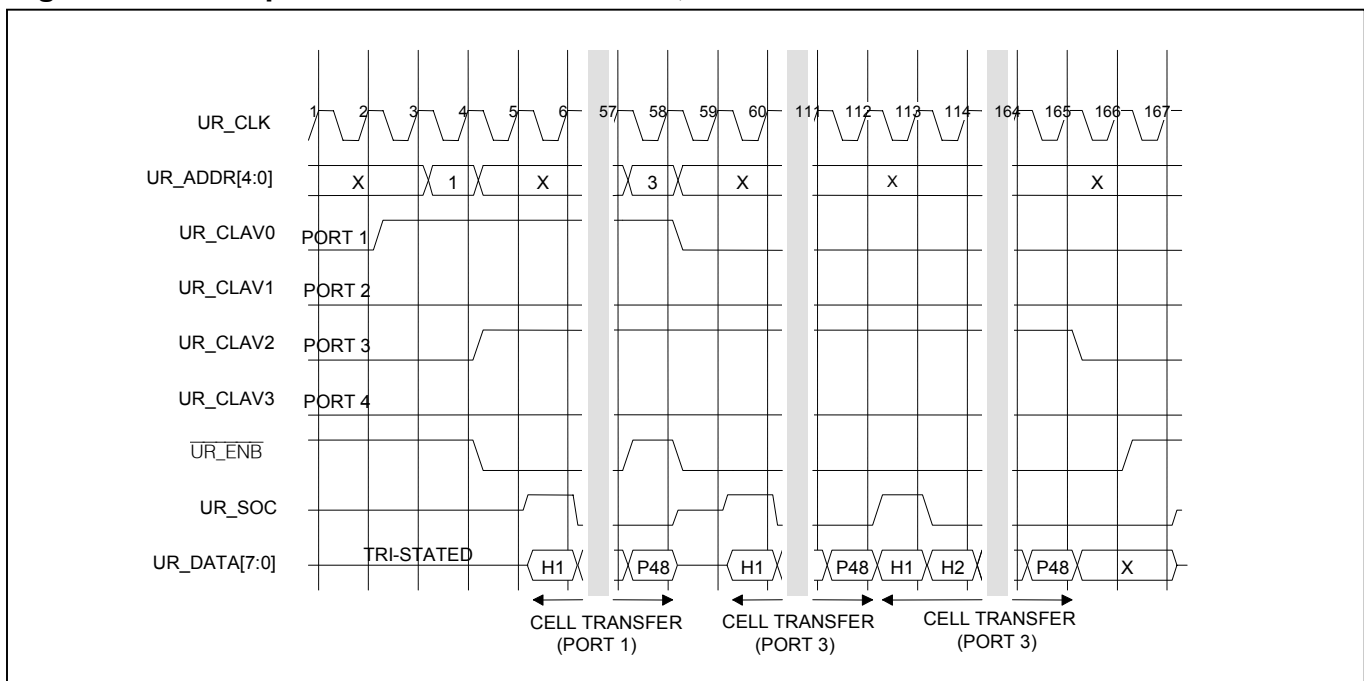 1 2 3 4 5 6 57 58 59 60 111 112 113 114 164 165 166 167
UR_CLK
UR_ADDR[4:0] X 1 X 3 X X X
UR_CLAV0 PORT 1
UR_CLAV1 PORT 2
UR_CLAV2 PORT 3
UR_CLAV3 PORT 4
UR_ENB
UR_SOC
UR_DATA[7:0] TRI-STATED H1 P48 H1 P48 H1 H2 P48 X
CELL TRANSFER
(PORT 1)
CELL TRANSFER
(PORT 3)
CELL TRANSFER
(PORT 3)